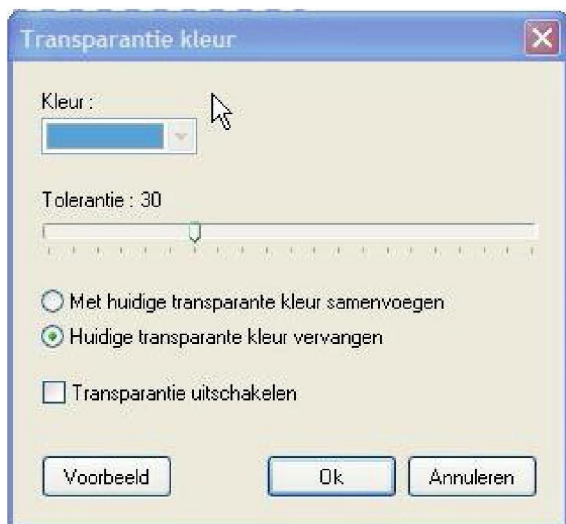 Transparantie kleur
Kleur :
Tolerantie : 30
Met huidige transparante kleur samenvoegen
Huidige transparante kleur vervangen
Transparantie uitschakelen
Voorbeeld Ok Annuleren